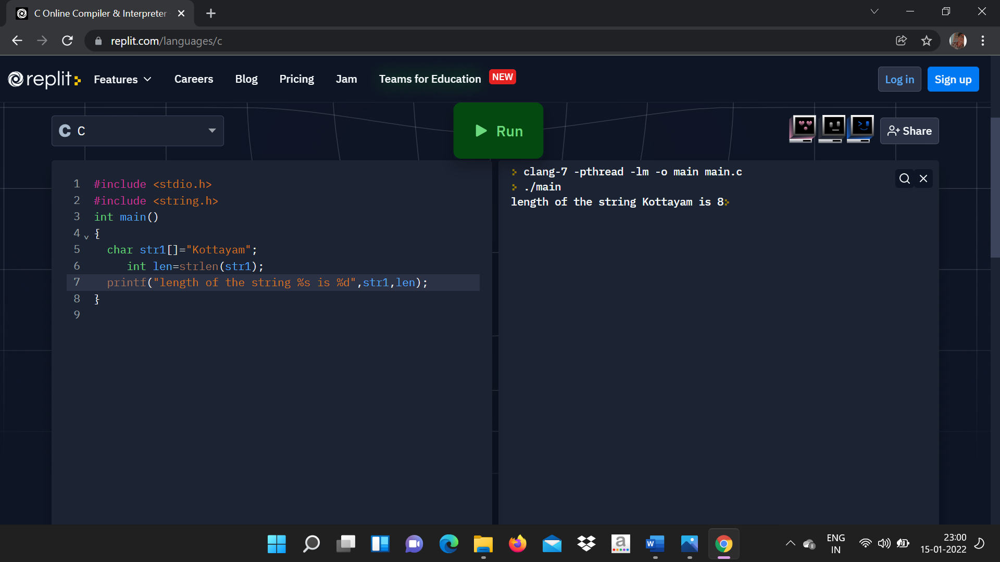 C Online Compiler & Interpreter
replit.com/languages/c
replit Features Careers Blog Pricing Jam Teams for Education NEW Log in Sign up
C C
Run
Share
1 #include <stdio.h>
2 #include <string.h>
3 int main()
4 {
5 char str1[]="Kottayam";
6 int len=strlen(str1);
7 printf("length of the string %s is %d",str1,len);
8 }
9
clang-7 -pthread -lm -o main main.c
./main
length of the string Kottayam is 8
ENG
IN
23:00
15-01-2022